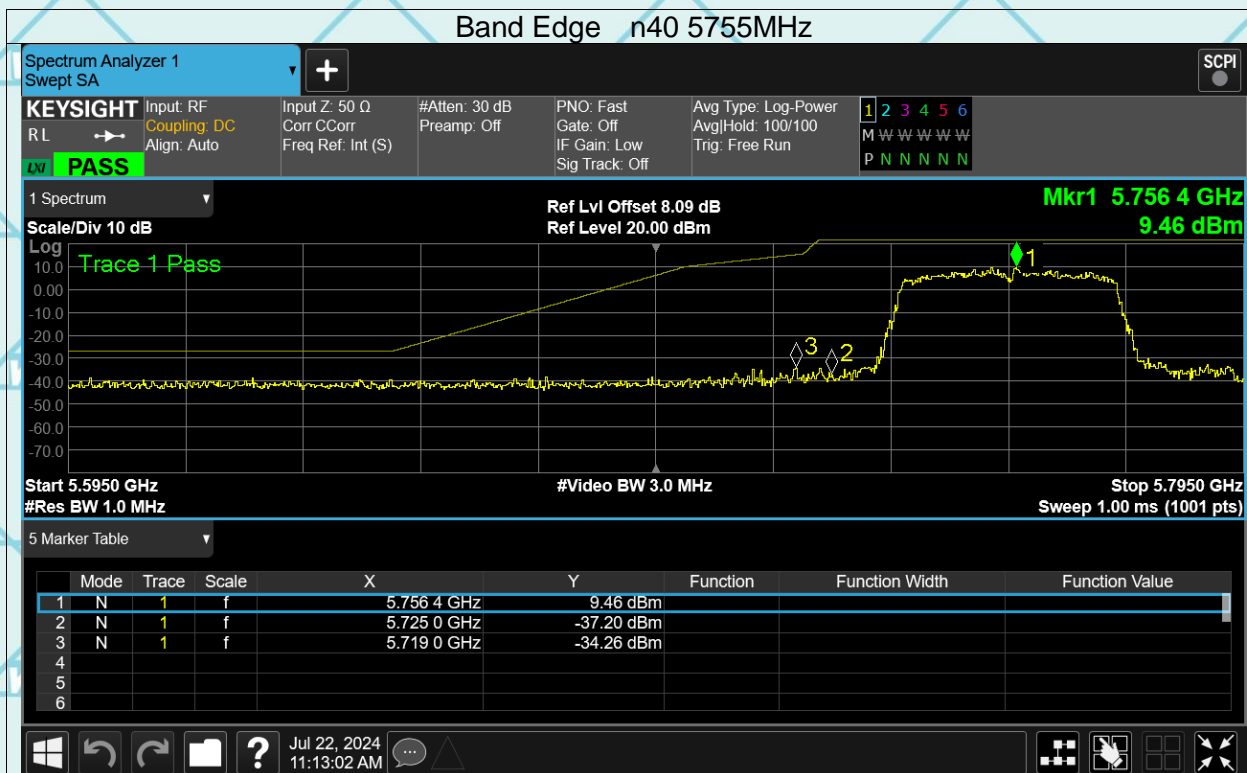 Band Edge n40 5755MHz
Spectrum Analyzer 1
Swept SA
+
SCPI
KEYSIGHT
R L
LXI PASS
Input: RF
Coupling: DC
Align: Auto
Input Z: 50 Ω
Corr CCorr
Freq Ref: Int (S)
#Atten: 30 dB
Preamp: Off
PNO: Fast
Gate: Off
IF Gain: Low
Sig Track: Off
Avg Type: Log-Power
Avg|Hold: 100/100
Trig: Free Run
1 2 3 4 5 6
M W W W W W
P N N N N N
1 Spectrum
Scale/Div 10 dB
Ref Lvl Offset 8.09 dB
Ref Level 20.00 dBm
Mkr1 5.756 4 GHz
9.46 dBm
Log
Trace 1 Pass
10.0
0.00
-10.0
-20.0
-30.0
-40.0
-50.0
-60.0
-70.0
1
3
2
Start 5.5950 GHz
#Video BW 3.0 MHz
Stop 5.7950 GHz
#Res BW 1.0 MHz
Sweep 1.00 ms (1001 pts)
5 Marker Table
Mode Trace Scale X Y Function Function Width Function Value
1 N 1 f 5.756 4 GHz 9.46 dBm
2 N 1 f 5.725 0 GHz -37.20 dBm
3 N 1 f 5.719 0 GHz -34.26 dBm
4
5
6
?
Jul 22, 2024
11:13:02 AM